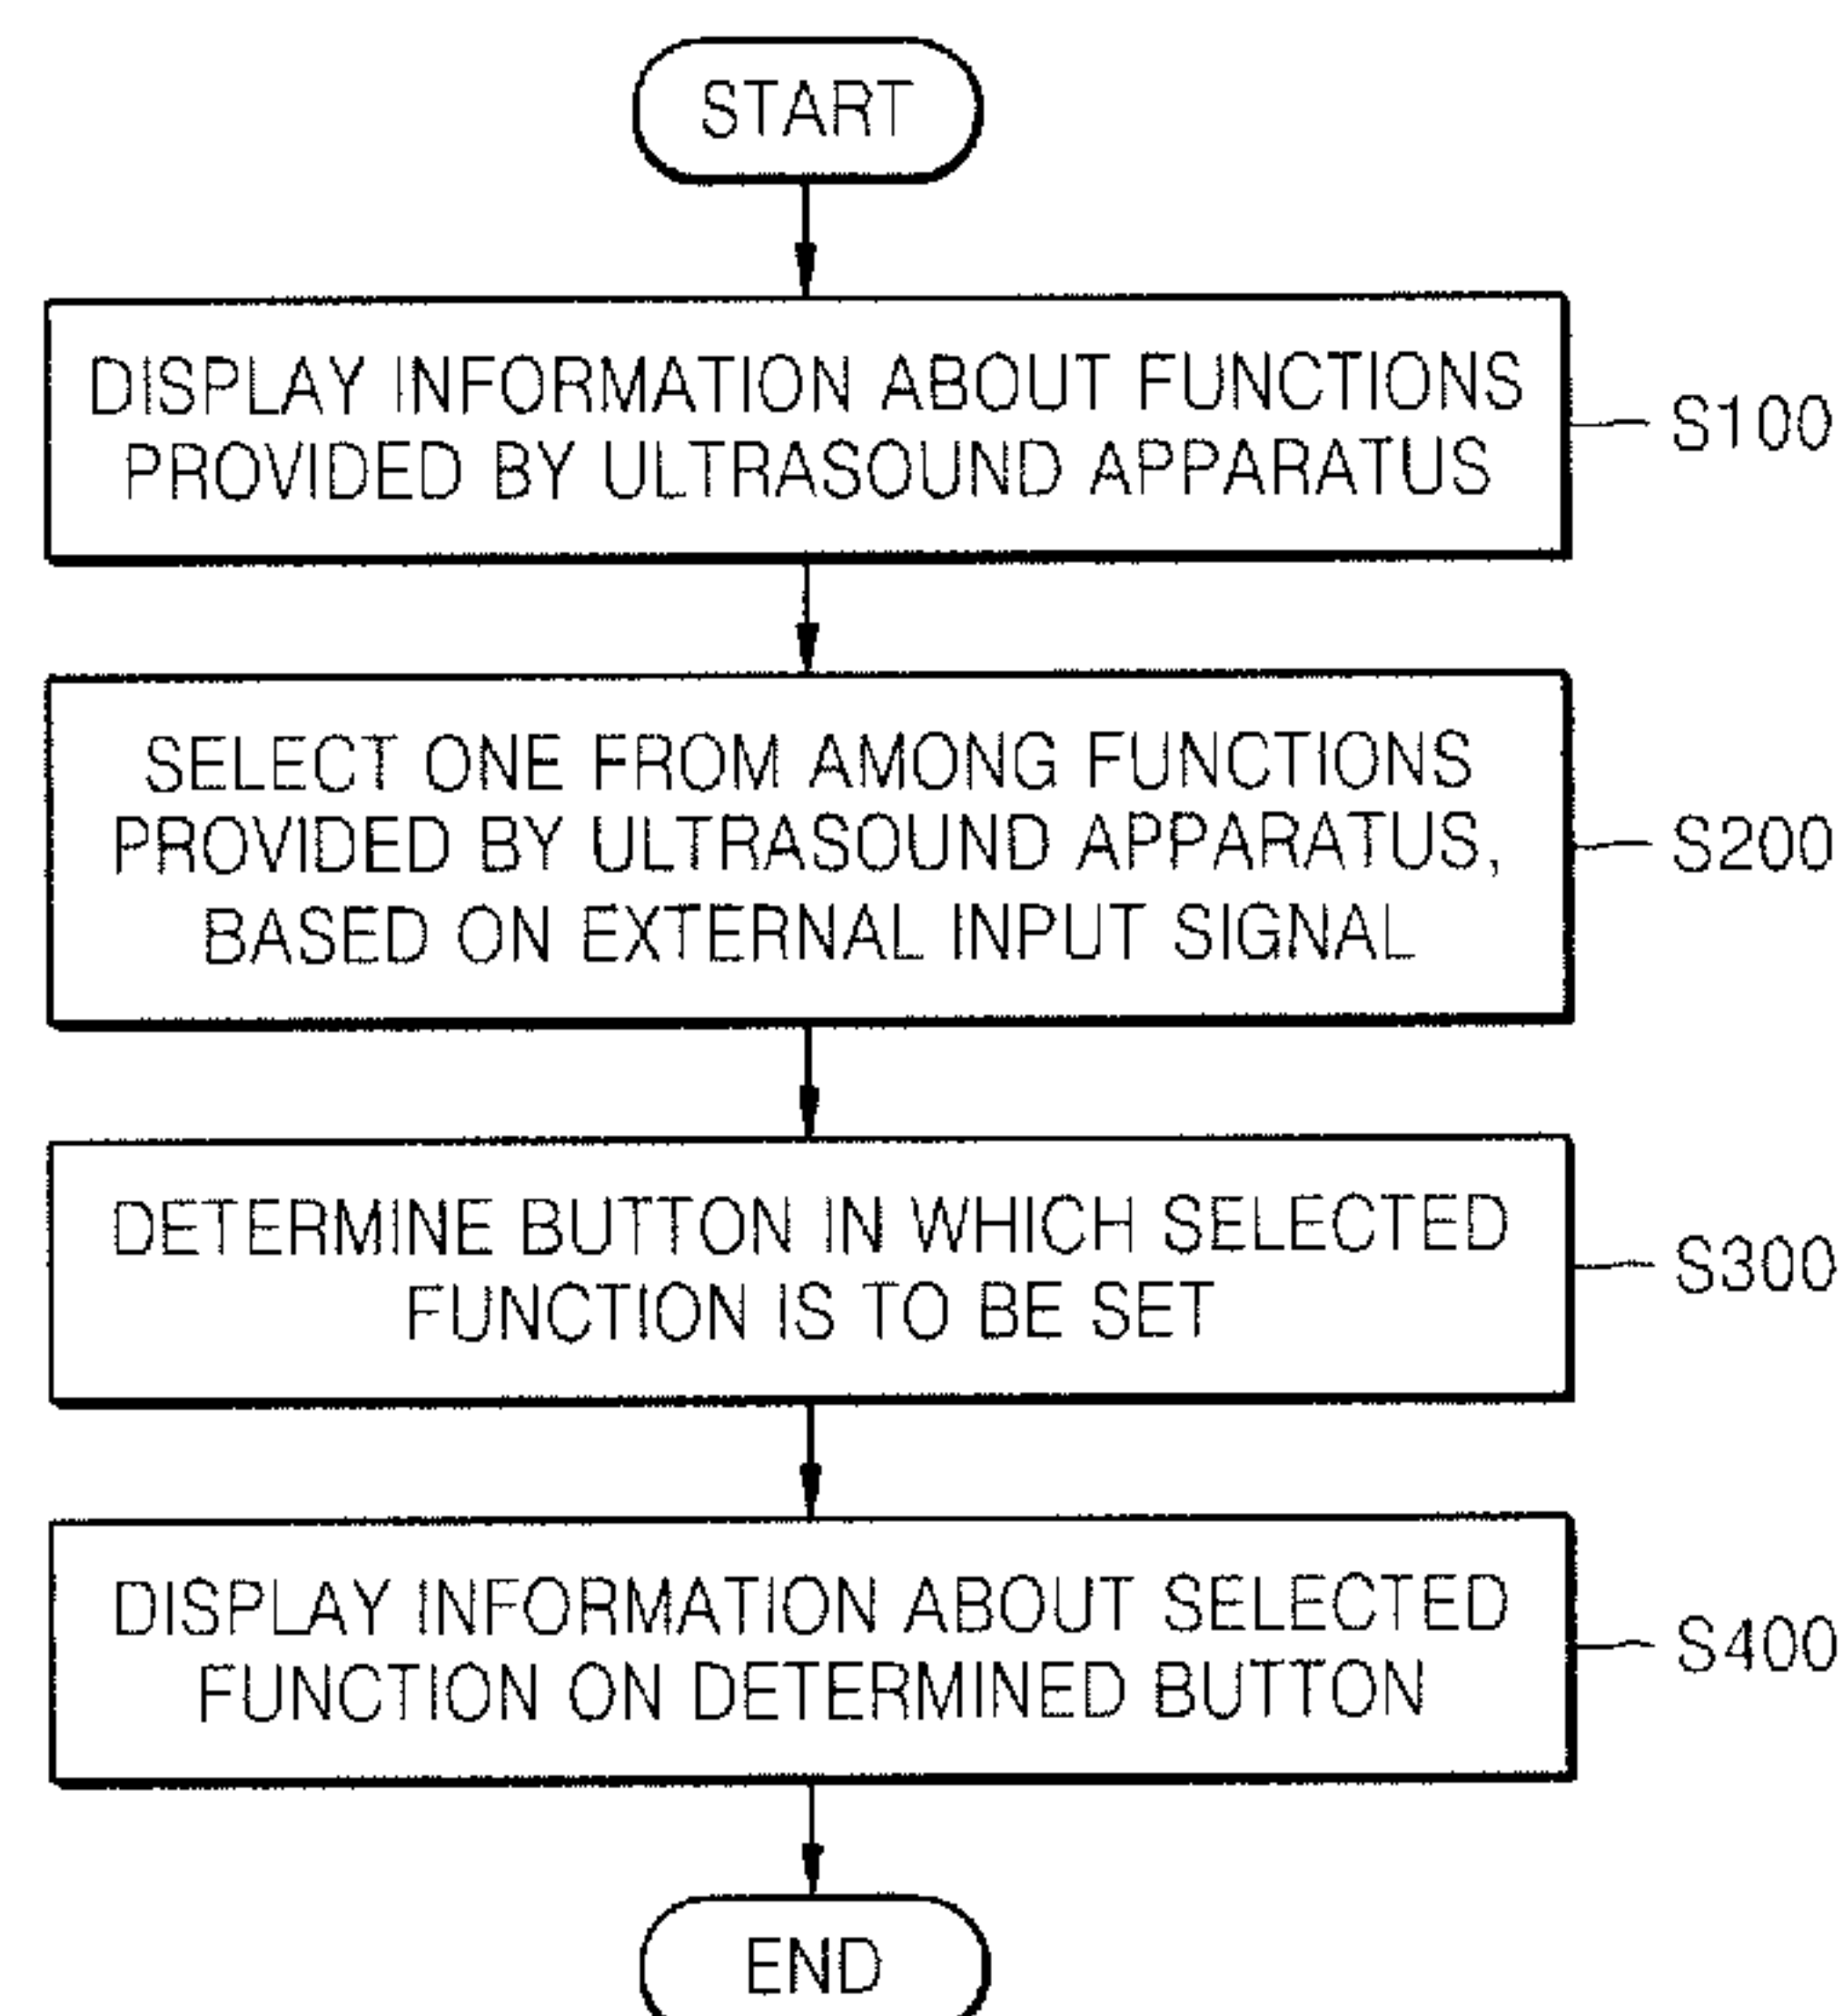 START
DISPLAY INFORMATION ABOUT FUNCTIONS
PROVIDED BY ULTRASOUND APPARATUS
S100
SELECT ONE FROM AMONG FUNCTIONS
PROVIDED BY ULTRASOUND APPARATUS,
BASED ON EXTERNAL INPUT SIGNAL
S200
DETERMINE BUTTON IN WHICH SELECTED
FUNCTION IS TO BE SET
S300
DISPLAY INFORMATION ABOUT SELECTED
FUNCTION ON DETERMINED BUTTON
S400
END